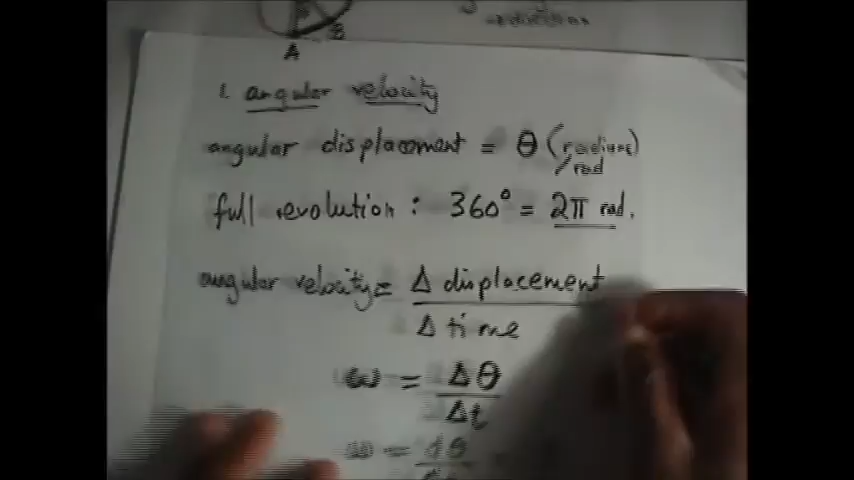 B
A
1. angular velocity
angular displacement = θ (radians)
/rad
full revolution : 360° = 2π rad.
angular velocity = Δ displacement
Δ time
ω = Δθ
Δt
ω = dθ